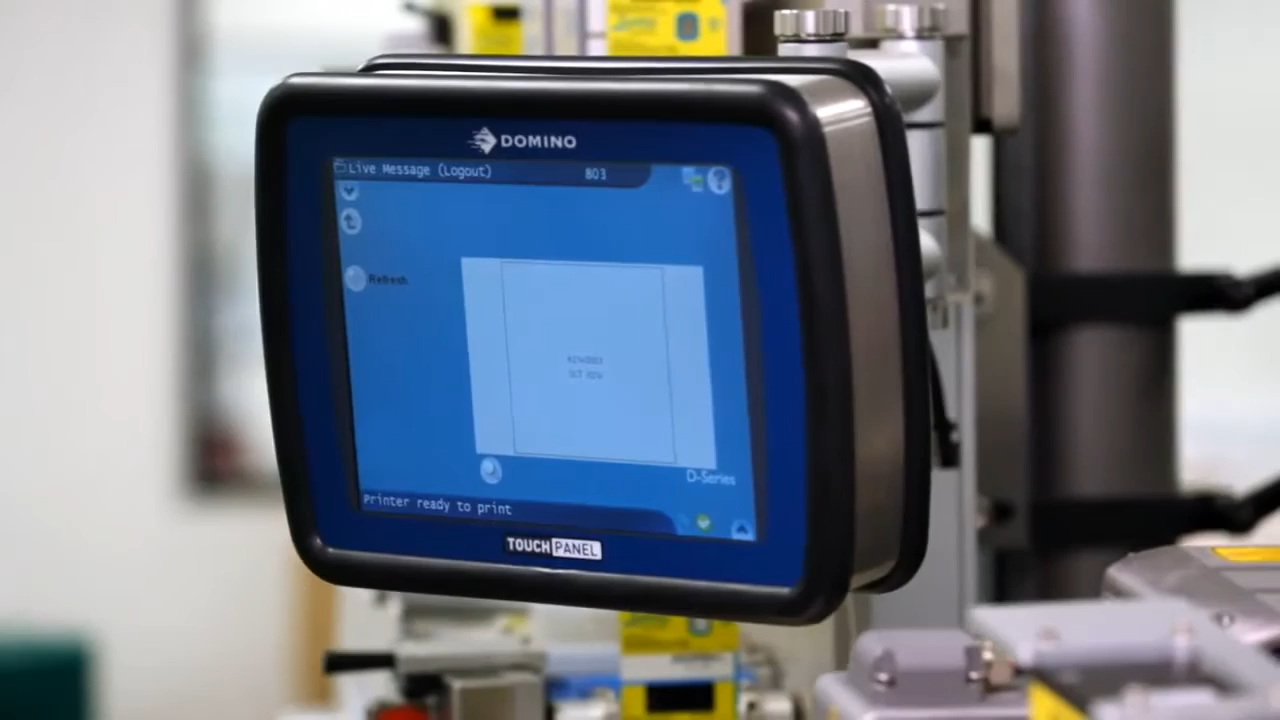 DOMINO
Live Message (Logout) 803
Refresh
D-Series
Printer ready to print
TOUCH PANEL